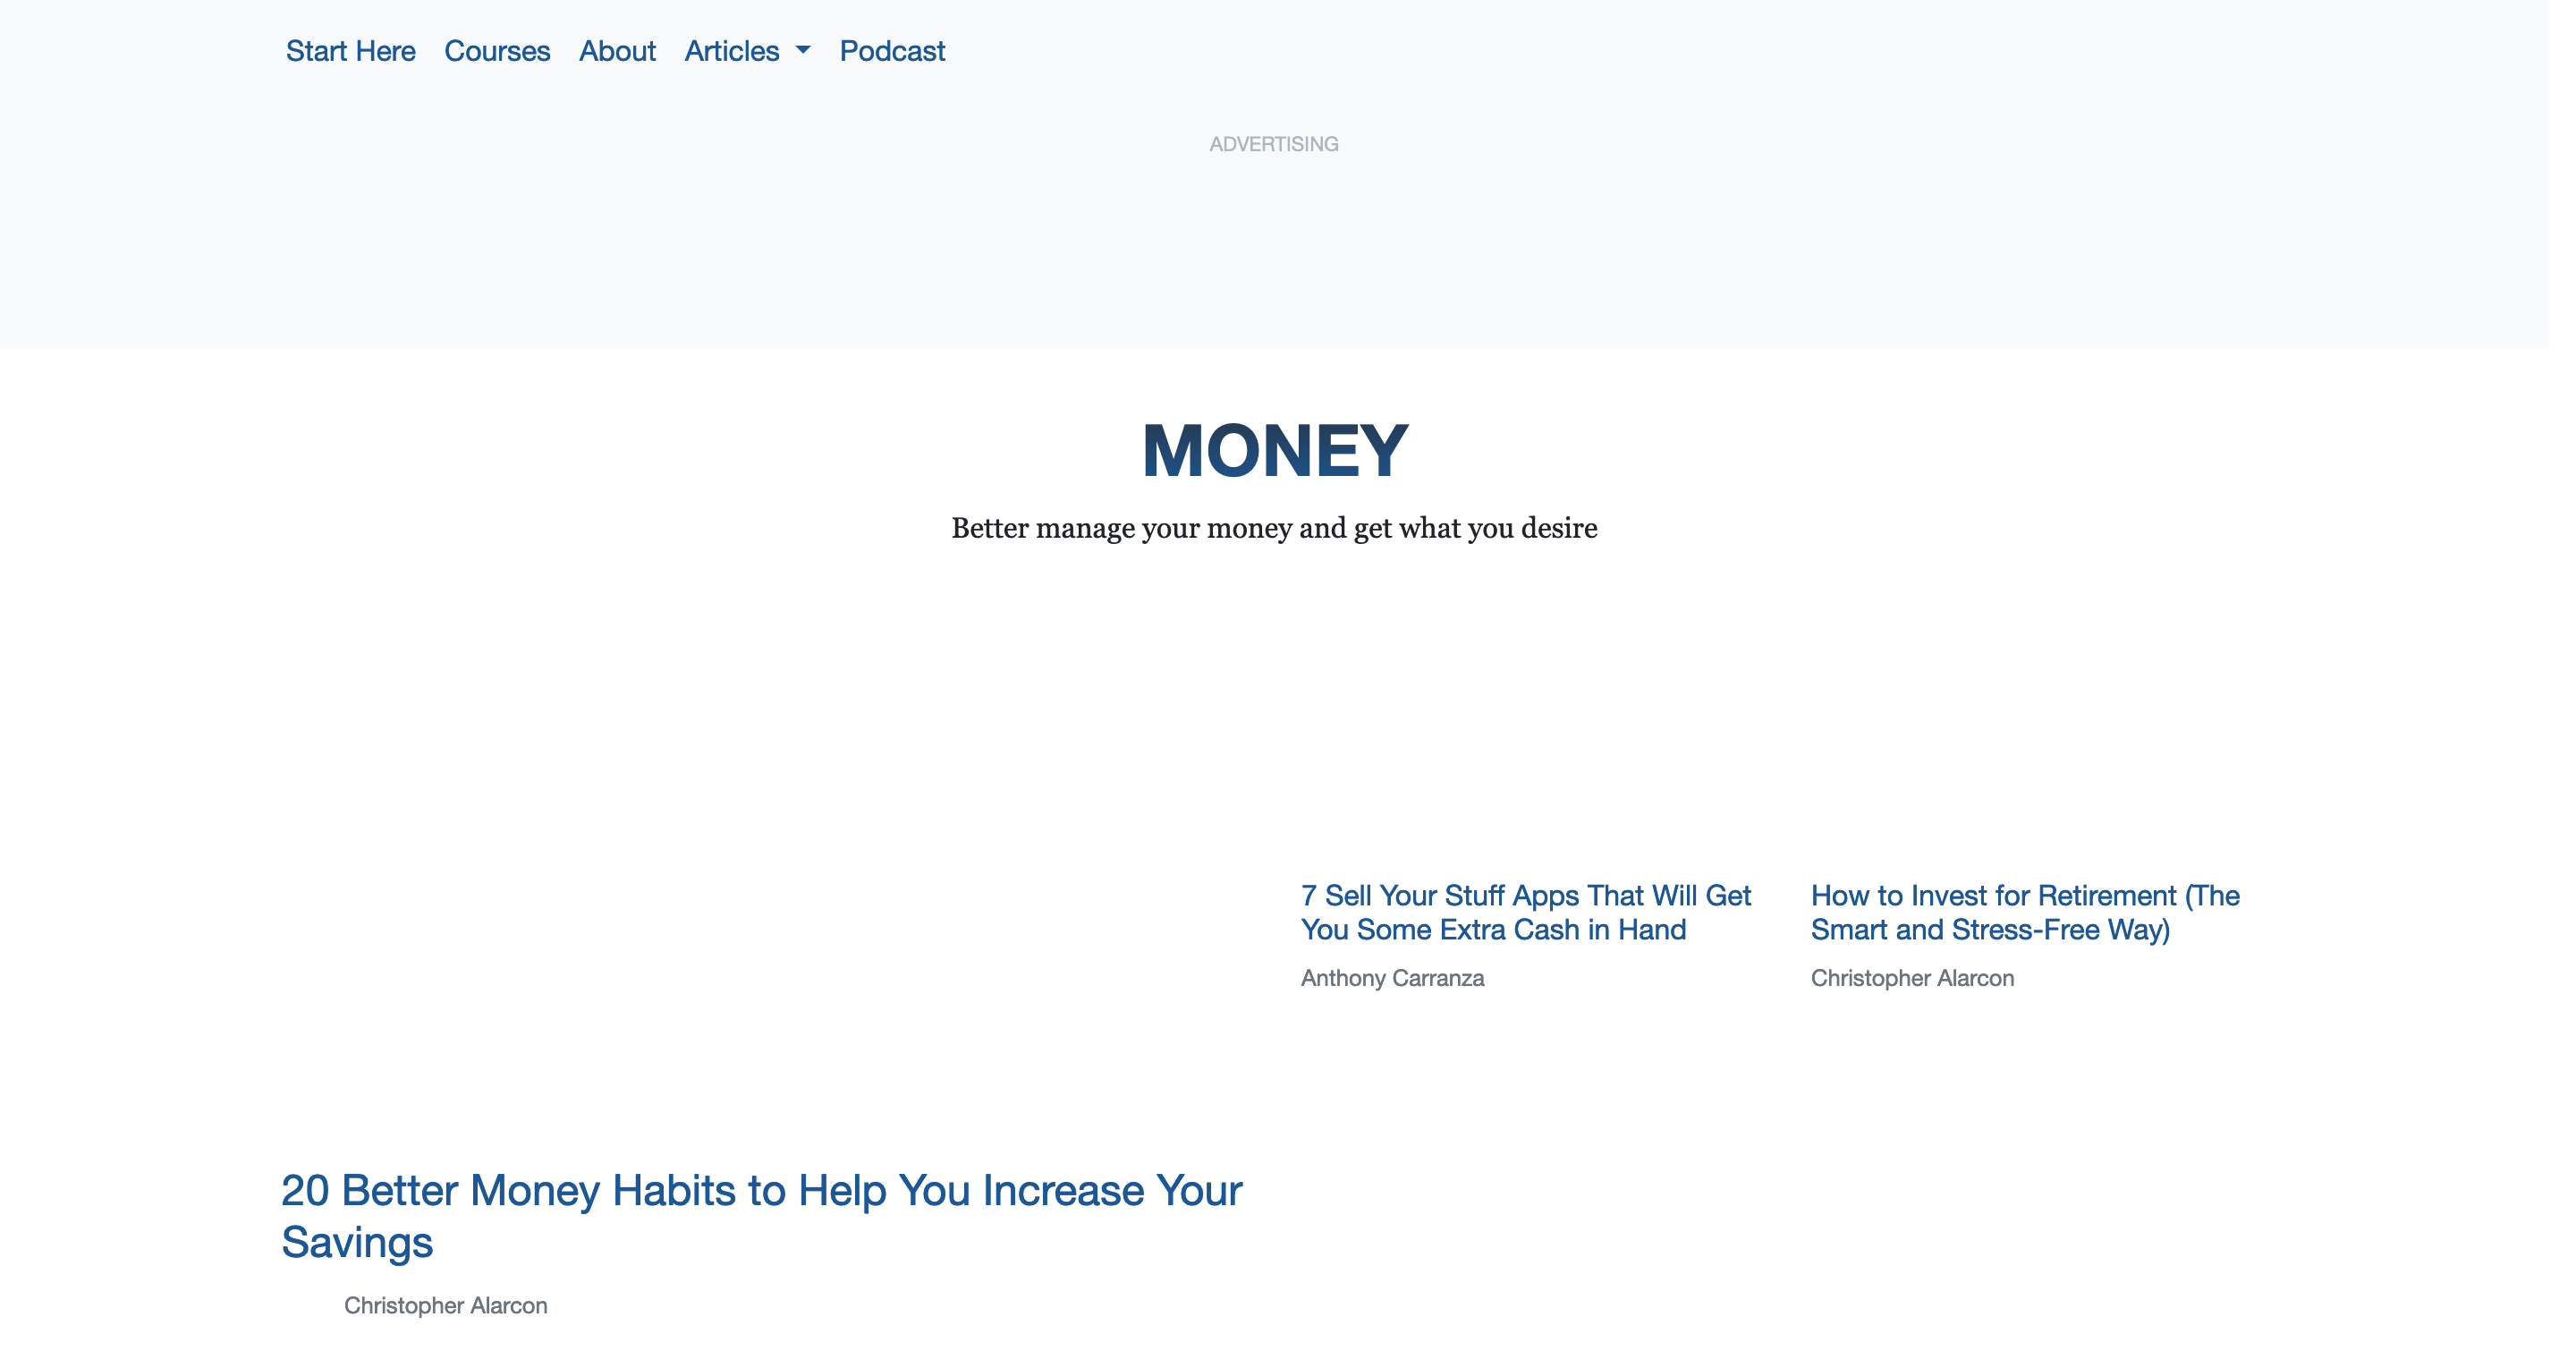 Start Here Courses About Articles Podcast
ADVERTISING
MONEY
Better manage your money and get what you desire
7 Sell Your Stuff Apps That Will Get
You Some Extra Cash in Hand
Anthony Carranza
How to Invest for Retirement (The
Smart and Stress-Free Way)
Christopher Alarcon
20 Better Money Habits to Help You Increase Your
Savings
Christopher Alarcon